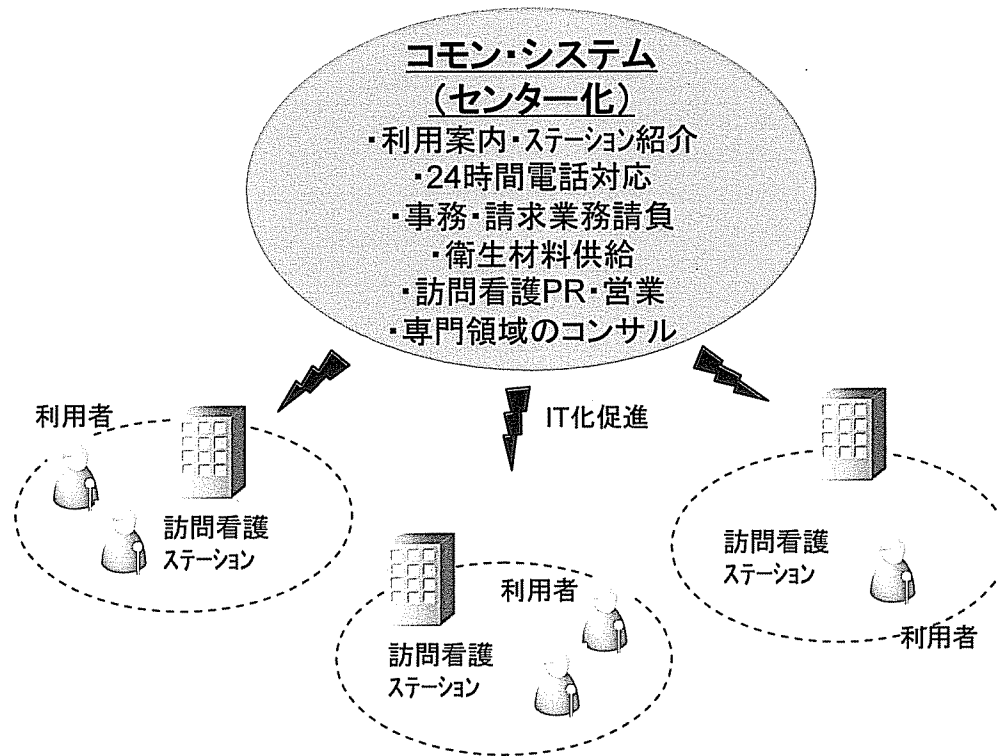 コモン・システム
(センター化)
・利用案内・ステーション紹介
・24時間電話対応
・事務・請求業務請負
・衛生材料供給
・訪問看護PR・営業
・専門領域のコンサル
IT化促進
利用者
訪問看護
ステーション
利用者
訪問看護
ステーション
訪問看護
ステーション
利用者